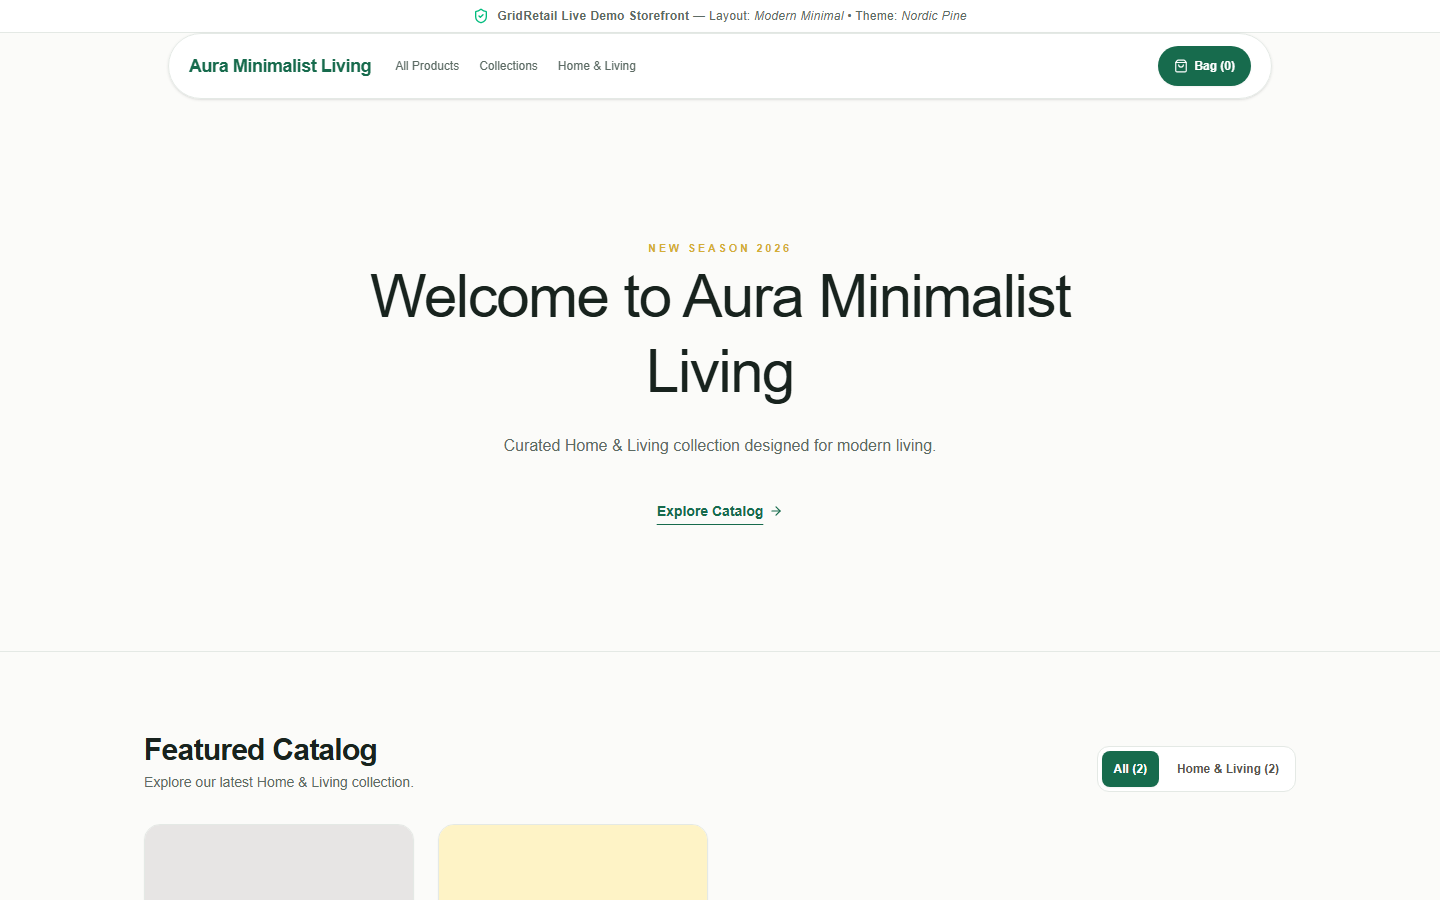 GridRetail Live Demo Storefront — Layout: Modern Minimal • Theme: Nordic Pine
Aura Minimalist Living
All Products
Collections
Home & Living
Bag (0)
NEW SEASON 2026
Welcome to Aura Minimalist
Living
Curated Home & Living collection designed for modern living.
Explore Catalog →
Featured Catalog
Explore our latest Home & Living collection.
All (2)
Home & Living (2)